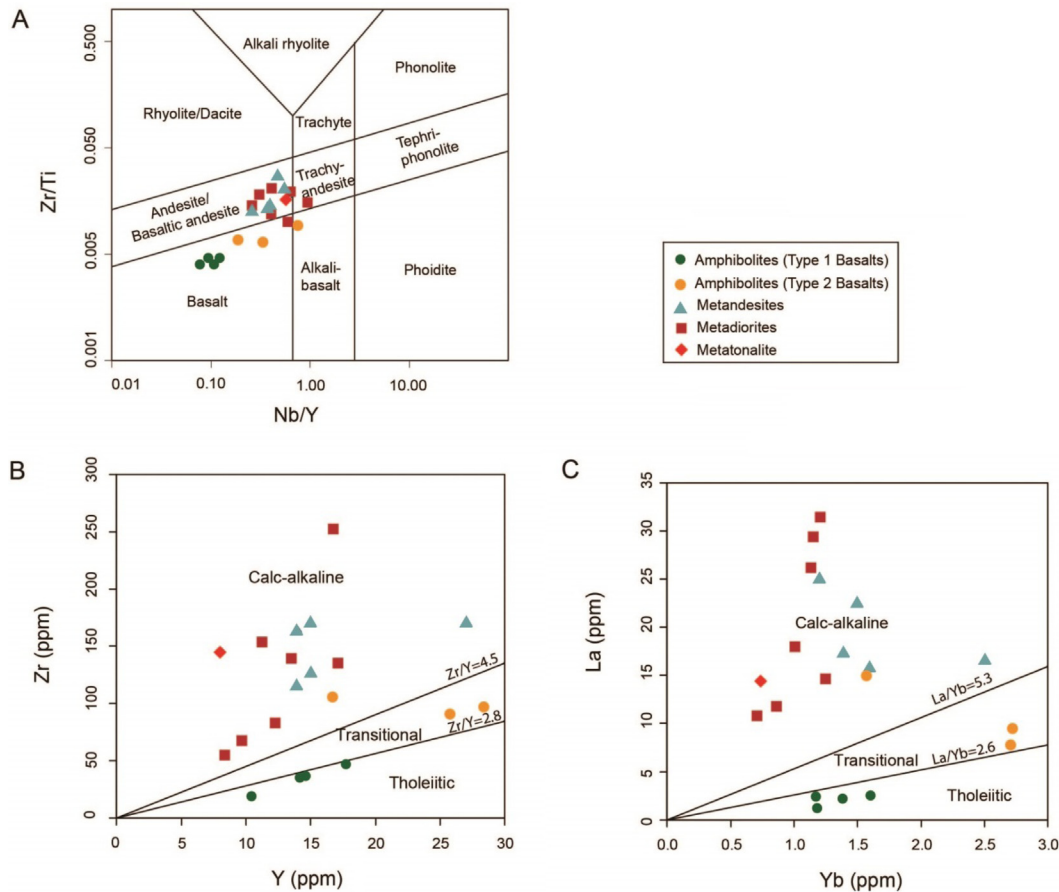 A
Zr/Ti
0.500
0.050
0.005
0.001
Alkali rhyolite
Phonolite
Rhyolite/Dacite
Trachyte
Tephri-
phonolite
Trachy-
andesite
Andesite/
Basaltic andesite
Alkali-
basalt
Phoidite
Basalt
0.01
0.10
1.00
10.00
Nb/Y
Amphibolites (Type 1 Basalts)
Amphibolites (Type 2 Basalts)
Metandesites
Metadiorites
Metatonalite
B
Zr (ppm)
300
250
200
150
100
50
0
Calc-alkaline
Zr/Y=4.5
Zr/Y=2.8
Transitional
Tholeiitic
0
5
10
15
20
25
30
Y (ppm)
C
La (ppm)
35
30
25
20
15
10
5
0
Calc-alkaline
La/Yb=5.3
La/Yb=2.6
Transitional
Tholeiitic
0.0
0.5
1.0
1.5
2.0
2.5
3.0
Yb (ppm)